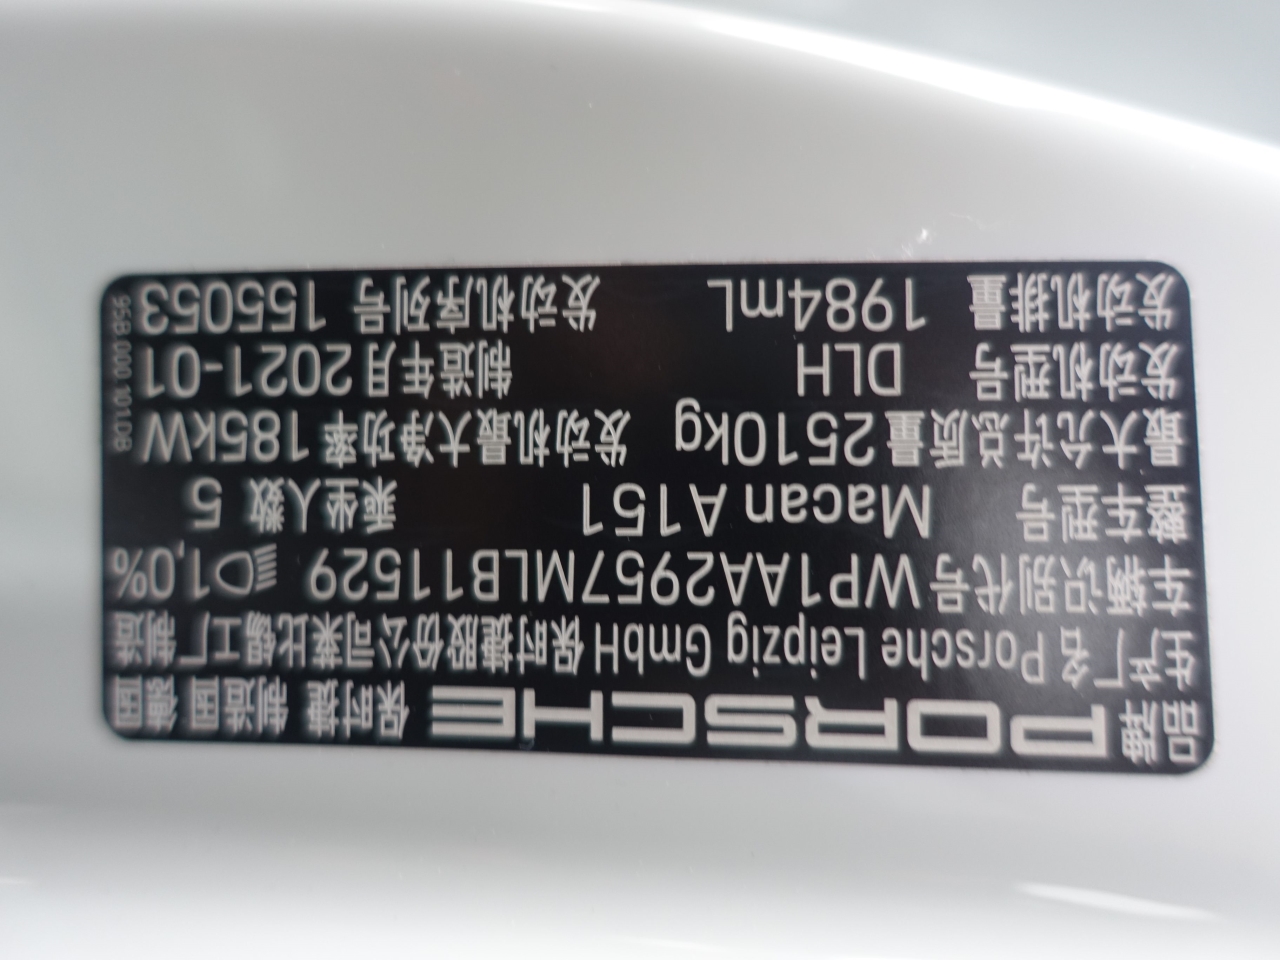 品牌 PORSCHE 保时捷 制造国 德国
生产厂名 Porsche Leipzig GmbH 保时捷股份公司莱比锡工厂制造
车辆识别代号 WP1AA2957MLB11529 1,0%
整车型号 Macan A151 乘坐人数 5
最大允许总质量 2510kg 发动机最大净功率 185kW
发动机型号 DLH 制造年月 2021-01
发动机排量 1984mL 发动机序列号 155053
95B.000.101.DB